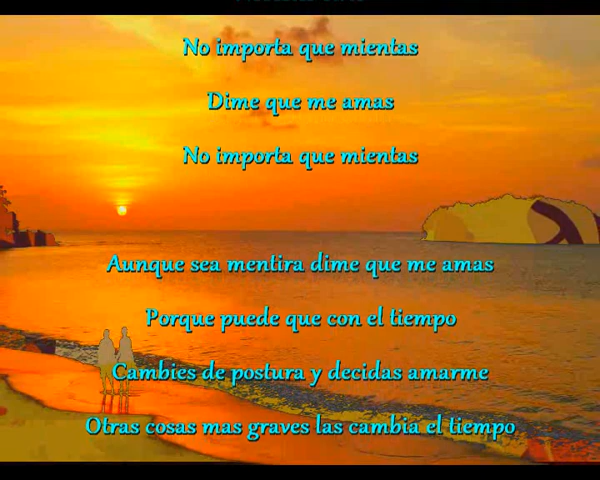 No importa que mientas
Dime que me amas
No importa que mientas
Aunque sea mentira dime que me amas
Porque puede que con el tiempo
Cambies de postura y decidas amarme
Otras cosas mas graves las cambia el tiempo